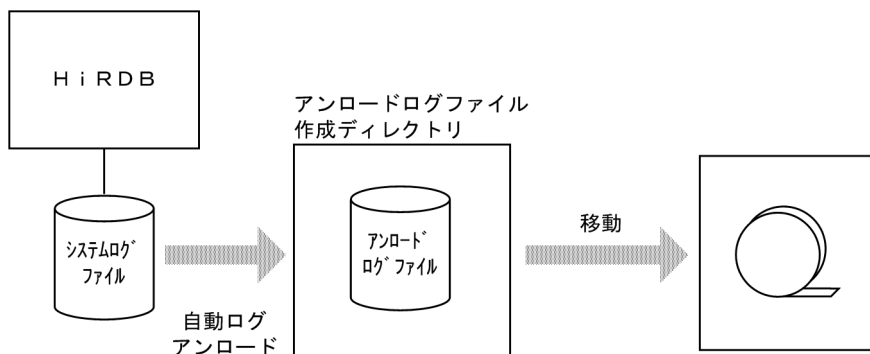 ＨｉＲＤＢ
アンロードログファイル
作成ディレクトリ
ｼｽﾃﾑﾛｸﾞ
ﾌｧｲﾙ
ｱﾝﾛｰﾄﾞ
ﾛｸﾞﾌｧｲﾙ
移動
自動ログ
アンロード